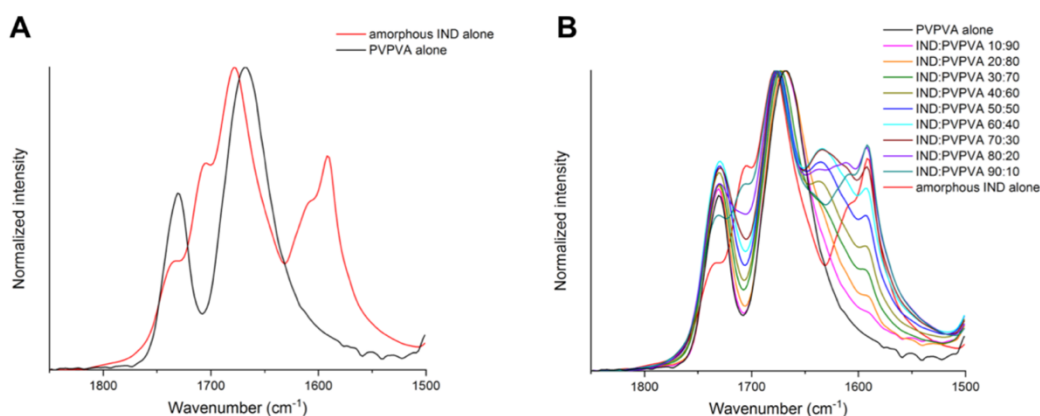 A
amorphous IND alone
PVPVA alone
Normalized intensity
1800
1700
1600
1500
Wavenumber (cm⁻¹)
B
PVPVA alone
IND:PVPVA 10:90
IND:PVPVA 20:80
IND:PVPVA 30:70
IND:PVPVA 40:60
IND:PVPVA 50:50
IND:PVPVA 60:40
IND:PVPVA 70:30
IND:PVPVA 80:20
IND:PVPVA 90:10
amorphous IND alone
Normalized intensity
1800
1700
1600
1500
Wavenumber (cm⁻¹)